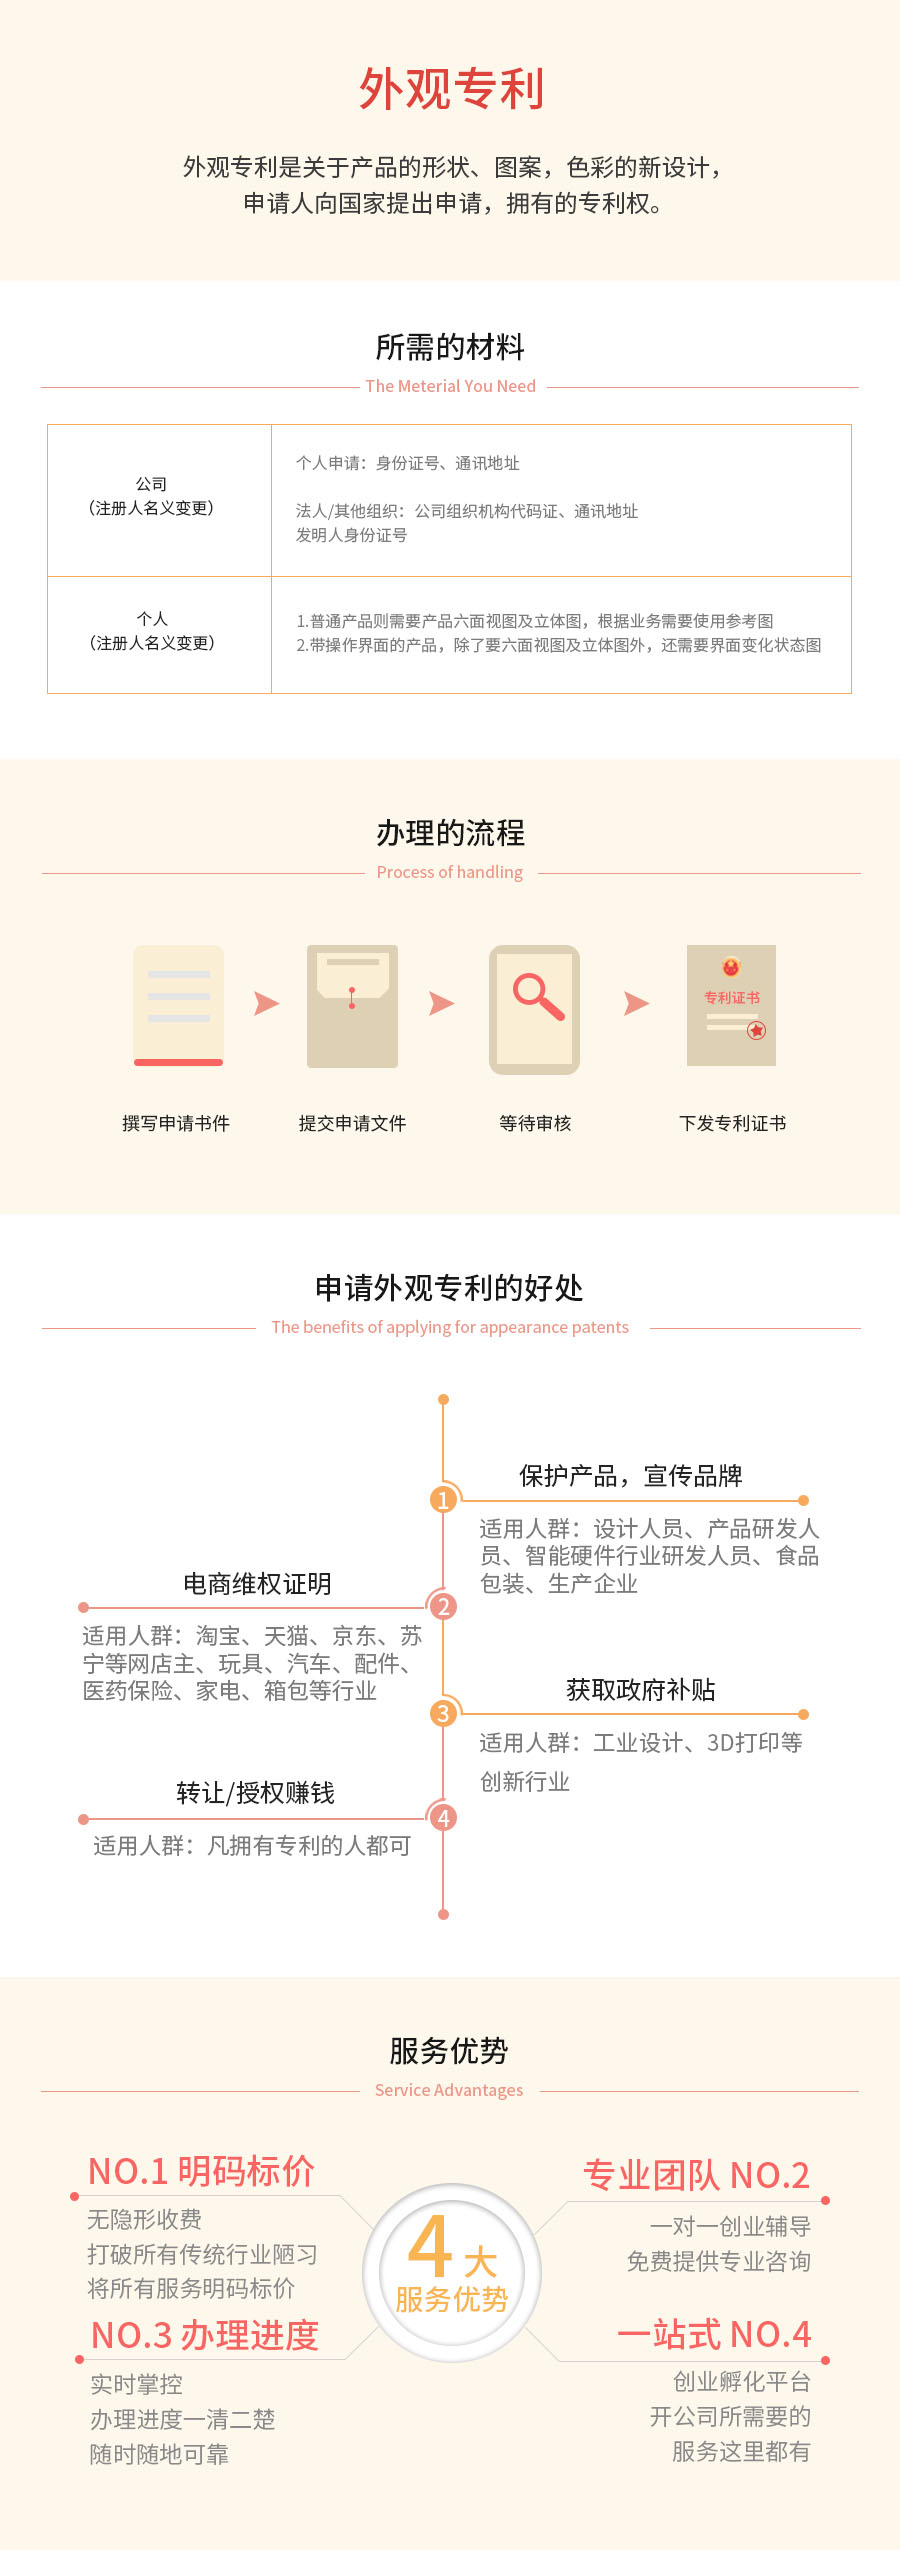 外观专利
外观专利是关于产品的形状、图案，色彩的新设计，
申请人向国家提出申请，拥有的专利权。
所需的材料
The Meterial You Need
公司
（注册人名义变更）
个人申请：身份证号、通讯地址
法人/其他组织：公司组织机构代码证、通讯地址
发明人身份证号
个人
（注册人名义变更）
1.普通产品则需要产品六面视图及立体图，根据业务需要使用参考图
2.带操作界面的产品，除了要六面视图及立体图外，还需要界面变化状态图
办理的流程
Process of handling
专利证书
撰写申请书件
提交申请文件
等待审核
下发专利证书
申请外观专利的好处
The benefits of applying for appearance patents
1
保护产品，宣传品牌
适用人群：设计人员、产品研发人
员、智能硬件行业研发人员、食品
包装、生产企业
电商维权证明
2
适用人群：淘宝、天猫、京东、苏
宁等网店主、玩具、汽车、配件、
医药保险、家电、箱包等行业
获取政府补贴
3
适用人群：工业设计、3D打印等
创新行业
转让/授权赚钱
4
适用人群：凡拥有专利的人都可
服务优势
Service Advantages
NO.1 明码标价
无隐形收费
打破所有传统行业陋习
将所有服务明码标价
专业团队 NO.2
一对一创业辅导
免费提供专业咨询
4大
服务优势
NO.3 办理进度
实时掌控
办理进度一清二楚
随时随地可靠
一站式 NO.4
创业孵化平台
开公司所需要的
服务这里都有